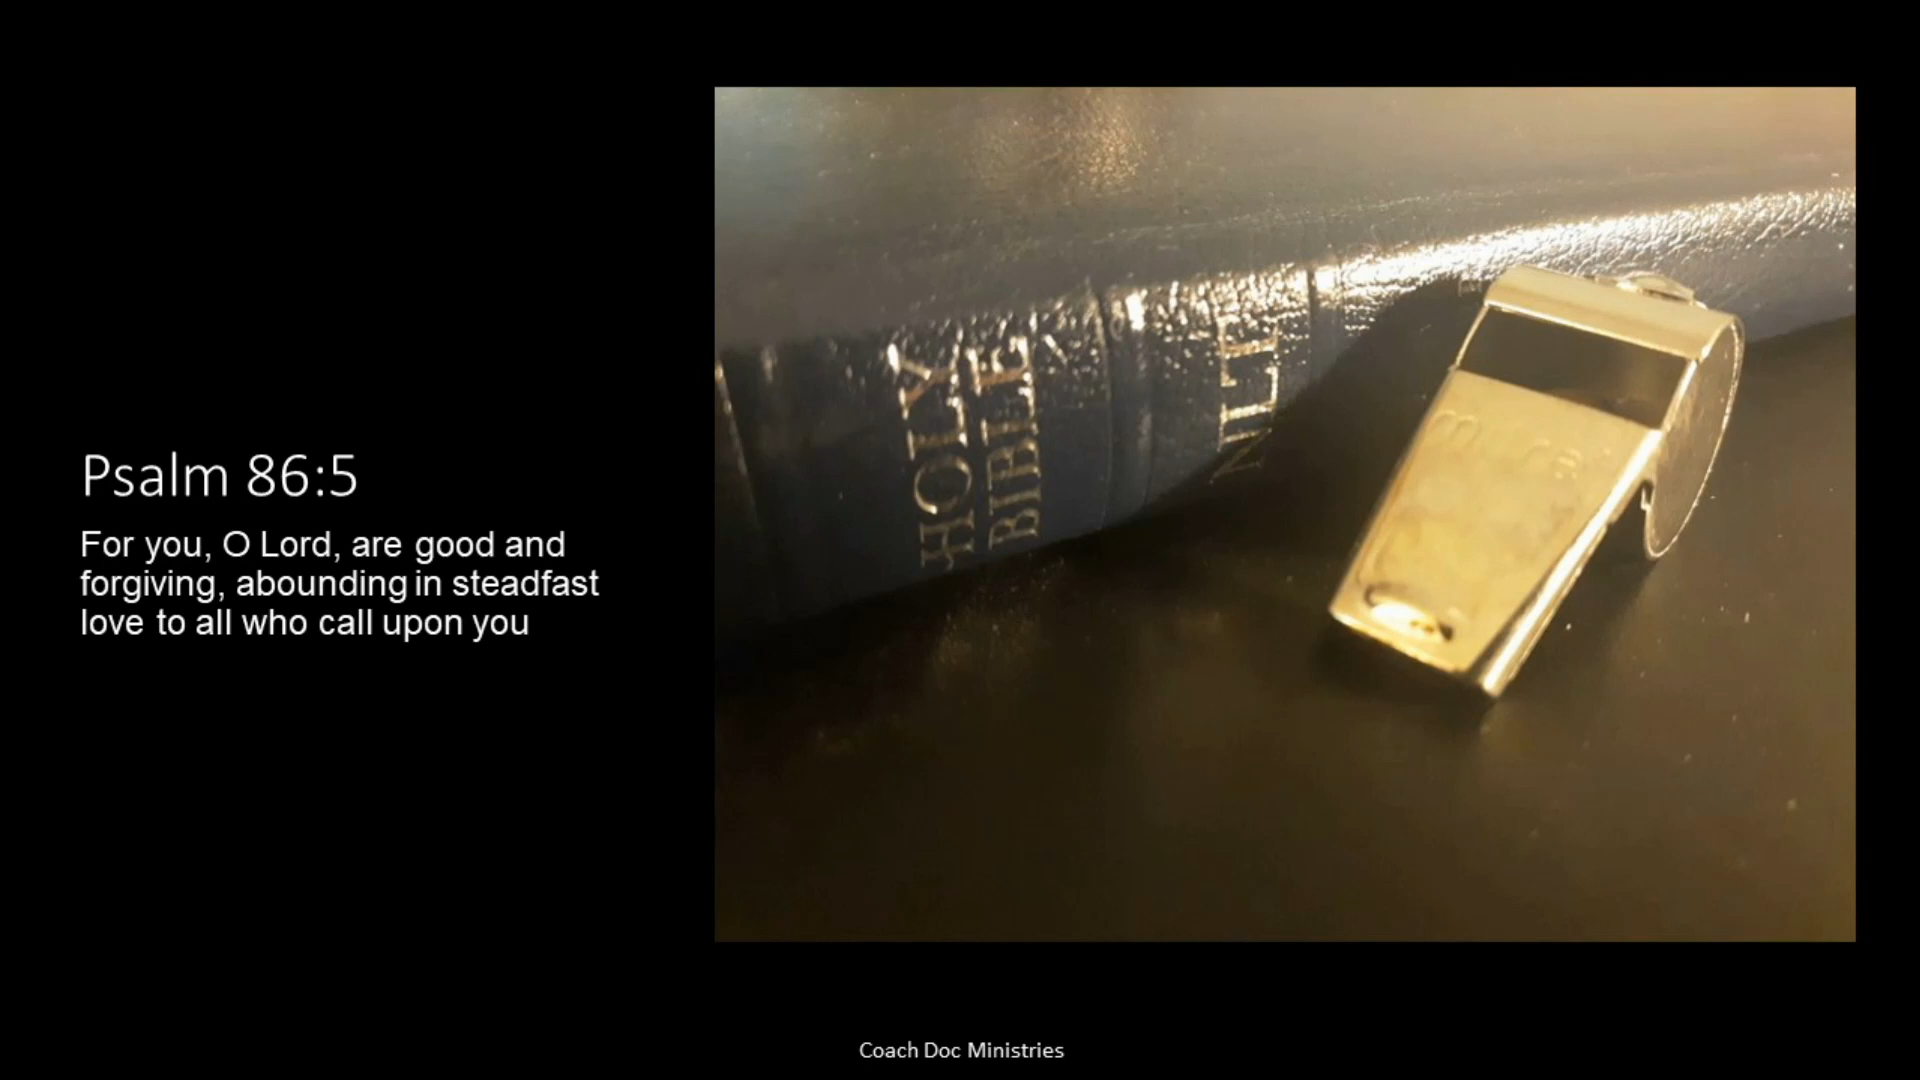 Psalm 86:5
For you, O Lord, are good and
forgiving, abounding in steadfast
love to all who call upon you
HOLY
BIBLE
NLT
Coach Doc Ministries